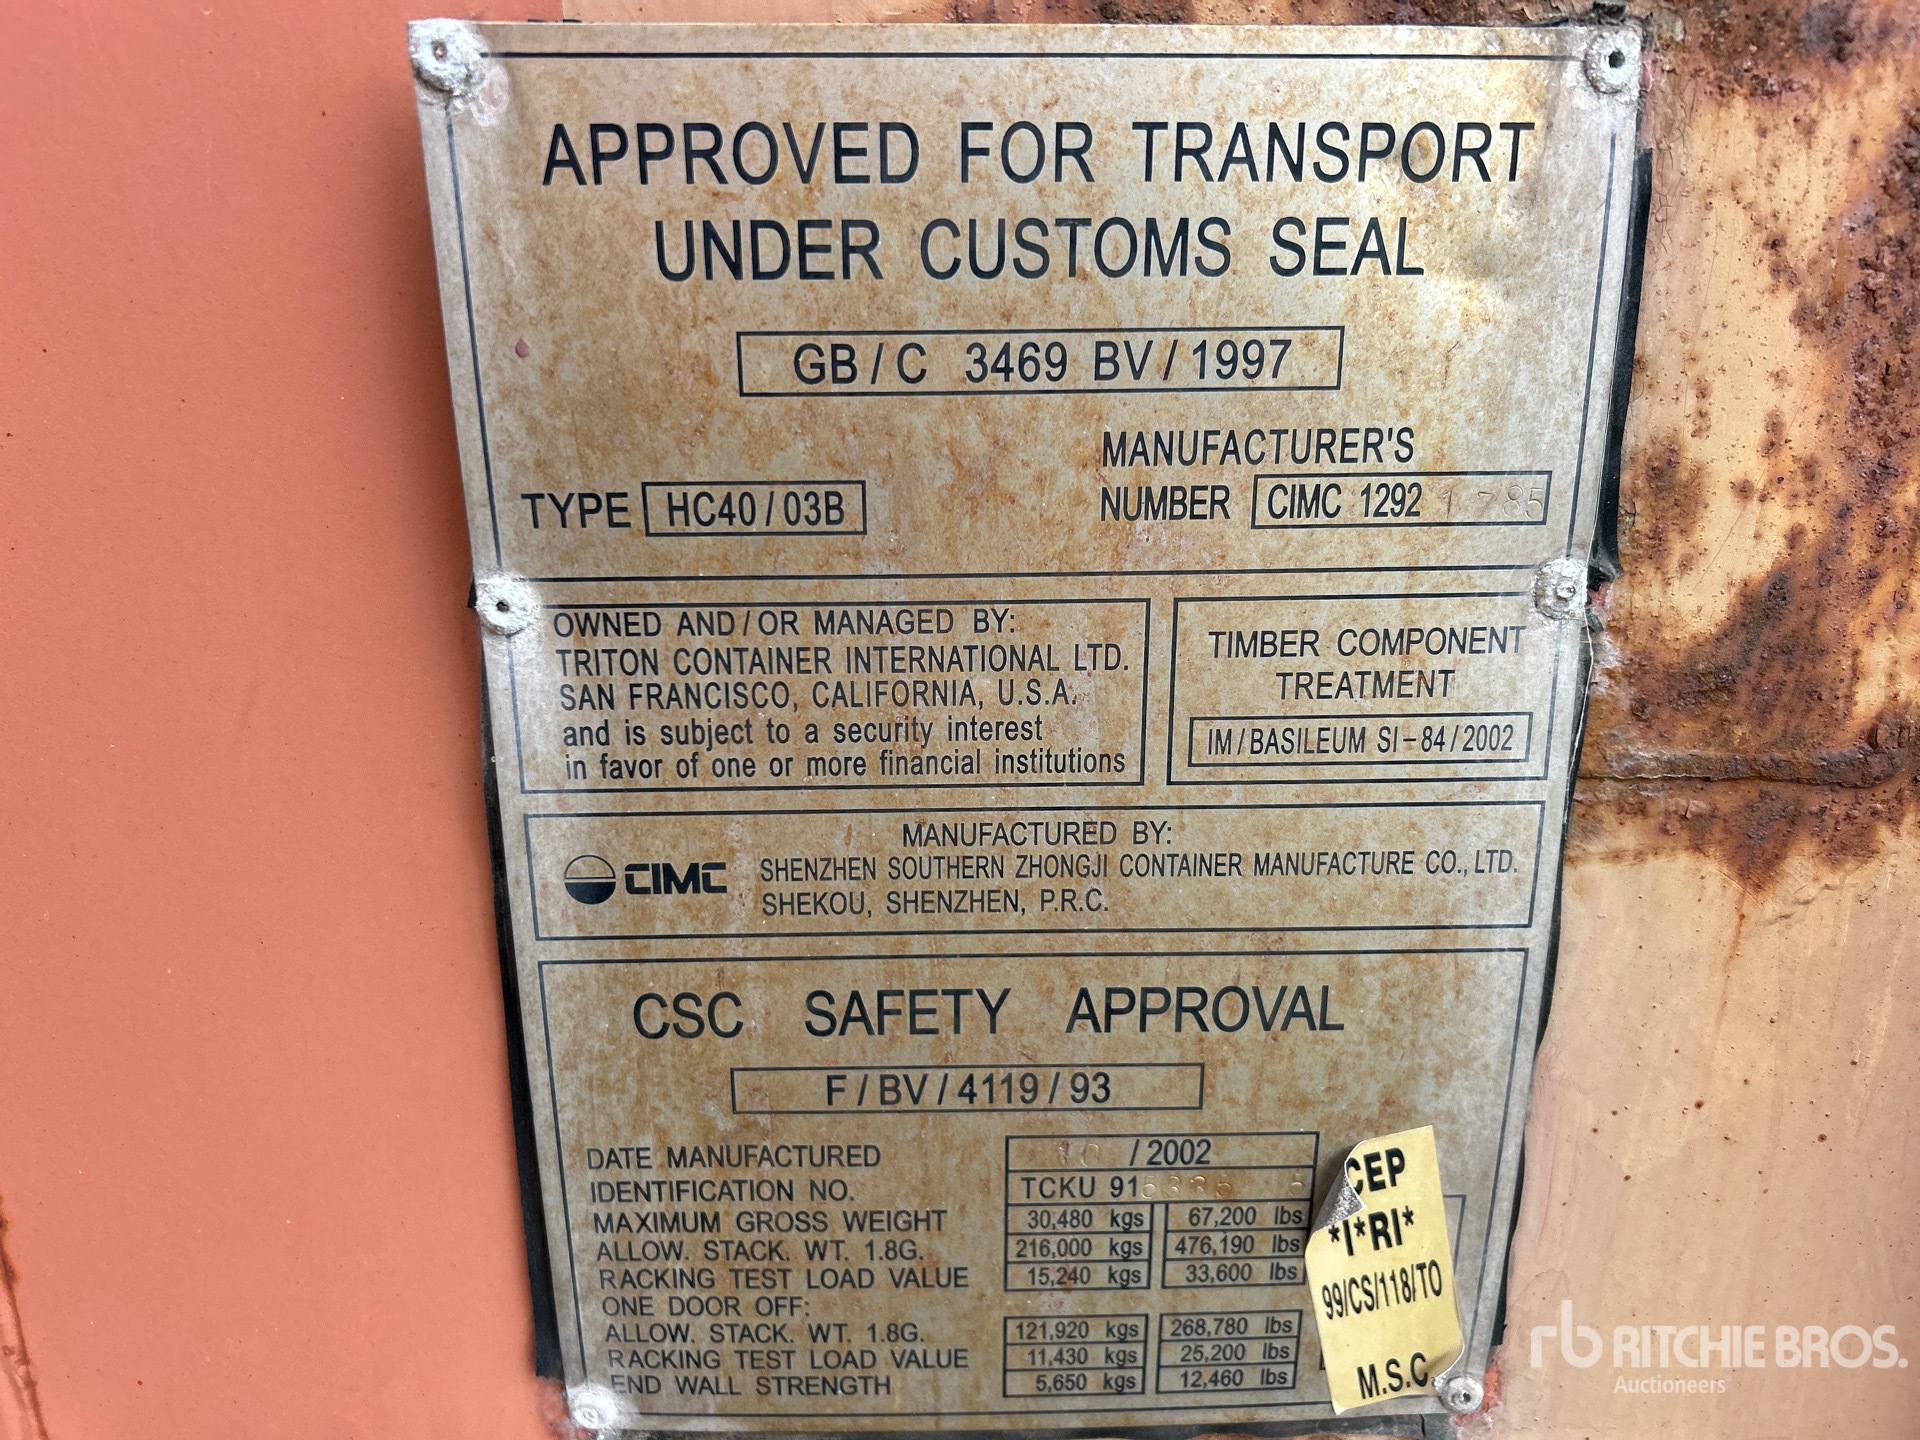 APPROVED FOR TRANSPORT
UNDER CUSTOMS SEAL
GB/C 3469 BV/1997
TYPE HC40/03B
MANUFACTURER'S
NUMBER CIMC 1292
OWNED AND/OR MANAGED BY:
TRITON CONTAINER INTERNATIONAL LTD.
SAN FRANCISCO, CALIFORNIA, U.S.A.
and is subject to a security interest
in favor of one or more financial institutions
TIMBER COMPONENT
TREATMENT
IM/BASILEUM SI-84/2002
CIMC
MANUFACTURED BY:
SHENZHEN SOUTHERN ZHONGJI CONTAINER MANUFACTURE CO., LTD.
SHEKOU, SHENZHEN, P.R.C.
CSC SAFETY APPROVAL
F/BV/4119/93
DATE MANUFACTURED 10/2002
IDENTIFICATION NO. TCKU
MAXIMUM GROSS WEIGHT 30,480 kgs 67,200 lbs
ALLOW. STACK. WT. 1.8G. 216,000 kgs 476,190 lbs
RACKING TEST LOAD VALUE 15,240 kgs 33,600 lbs
ONE DOOR OFF:
ALLOW. STACK. WT. 1.8G. 121,920 kgs 268,780 lbs
RACKING TEST LOAD VALUE 11,430 kgs 25,200 lbs
END WALL STRENGTH 5,650 kgs 12,460 lbs
CEP
*I*RI*
99/CS/118/TO
M.S.C.
rb RITCHIE BROS.
Auctioneers